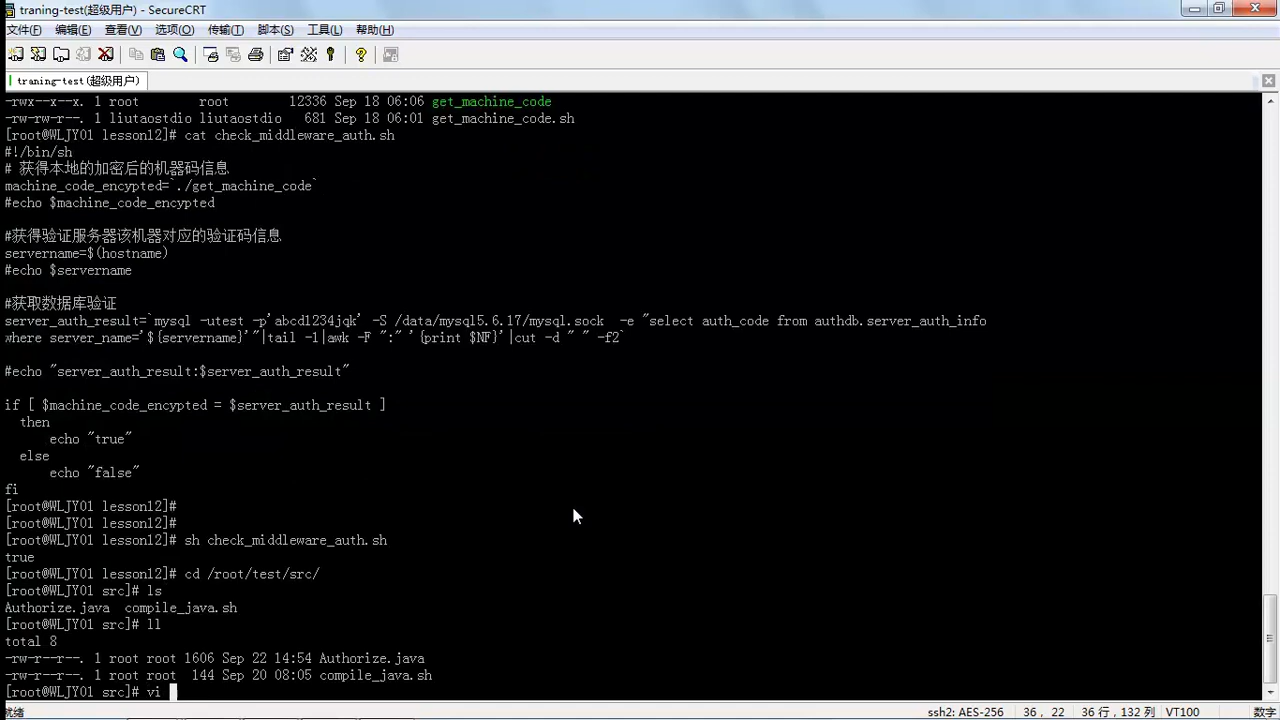 traning-test(超级用户) - SecureCRT
文件(F) 编辑(E) 查看(V) 选项(O) 传输(T) 脚本(S) 工具(L) 帮助(H)
traning-test(超级用户)
-rwx--x--x. 1 root        root        12336 Sep 18 06:06 get_machine_code
-rw-rw-r--. 1 liutaostdio liutaostdio   681 Sep 18 06:01 get_machine_code.sh
[root@WLJY01 lesson12]# cat check_middleware_auth.sh
#!/bin/sh
# 获得本地的加密后的机器码信息
machine_code_encypted=`./get_machine_code`
#echo $machine_code_encypted
#获得验证服务器该机器对应的验证码信息
servername=$(hostname)
#echo $servername
#获取数据库验证
server_auth_result=`mysql -utest -p'abcd1234jqk' -S /data/mysql5.6.17/mysql.sock  -e "select auth_code from authdb.server_auth_info
where server_name='${servername}'"|tail -1|awk -F ":" '{print $NF}'|cut -d " " -f2`
#echo "server_auth_result:$server_auth_result"
if [ $machine_code_encypted = $server_auth_result ]
  then
      echo "true"
  else
      echo "false"
fi
[root@WLJY01 lesson12]#
[root@WLJY01 lesson12]#
[root@WLJY01 lesson12]# sh check_middleware_auth.sh
true
[root@WLJY01 lesson12]# cd /root/test/src/
[root@WLJY01 src]# ls
Authorize.java  compile_java.sh
[root@WLJY01 src]# ll
total 8
-rw-r--r--. 1 root root 1606 Sep 22 14:54 Authorize.java
-rw-r--r--. 1 root root  144 Sep 20 08:05 compile_java.sh
[root@WLJY01 src]# vi
就绪 ssh2: AES-256 36, 22 36 行, 132 列 VT100 数字